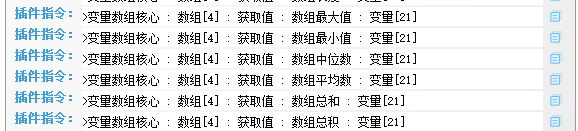 插件指令：>变量数组核心 : 数组[4] : 获取值 : 数组最大值 : 变量[21]
插件指令：>变量数组核心 : 数组[4] : 获取值 : 数组最小值 : 变量[21]
插件指令：>变量数组核心 : 数组[4] : 获取值 : 数组中位数 : 变量[21]
插件指令：>变量数组核心 : 数组[4] : 获取值 : 数组平均数 : 变量[21]
插件指令：>变量数组核心 : 数组[4] : 获取值 : 数组总和 : 变量[21]
插件指令：>变量数组核心 : 数组[4] : 获取值 : 数组总积 : 变量[21]